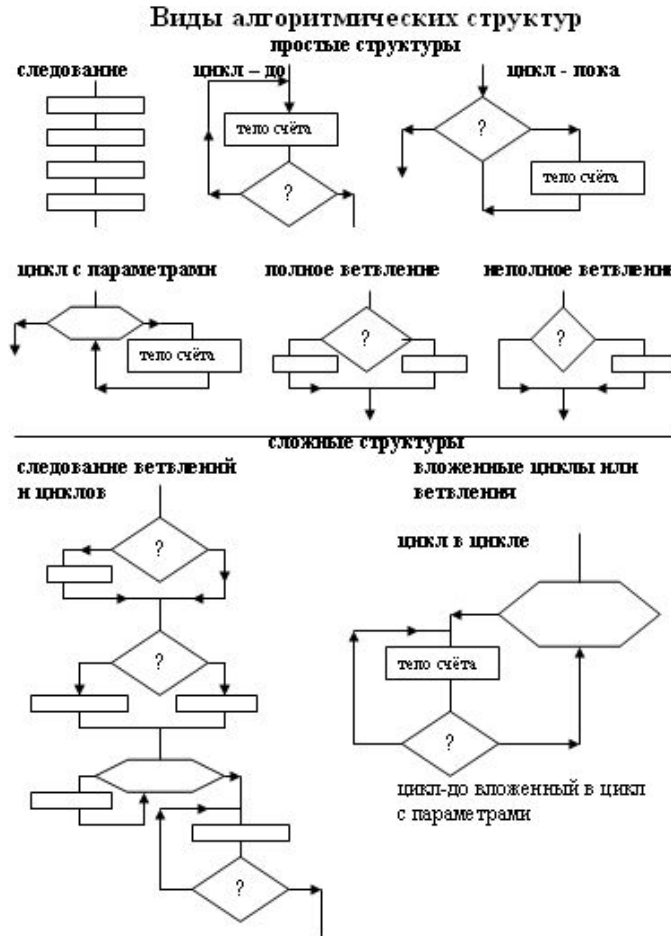 Виды алгоритмических структур
простые структуры
следование
цикл – до
цикл - пока
тело счёта
?
?
тело счёта
цикл с параметрами
полное ветвление
неполное ветвление
тело счёта
?
?
сложные структуры
следование ветвлений
и циклов
вложенные циклы или
ветвления
?
цикл в цикле
?
тело счёта
?
цикл-до вложенный в цикл
с параметрами
?